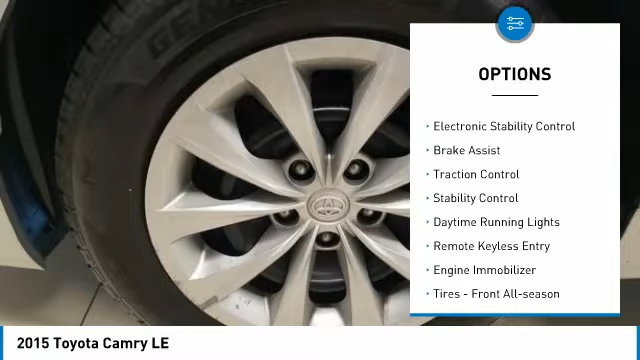 OPTIONS
Electronic Stability Control
Brake Assist
Traction Control
Stability Control
Daytime Running Lights
Remote Keyless Entry
Engine Immobilizer
Tires - Front All-season
2015 Toyota Camry LE